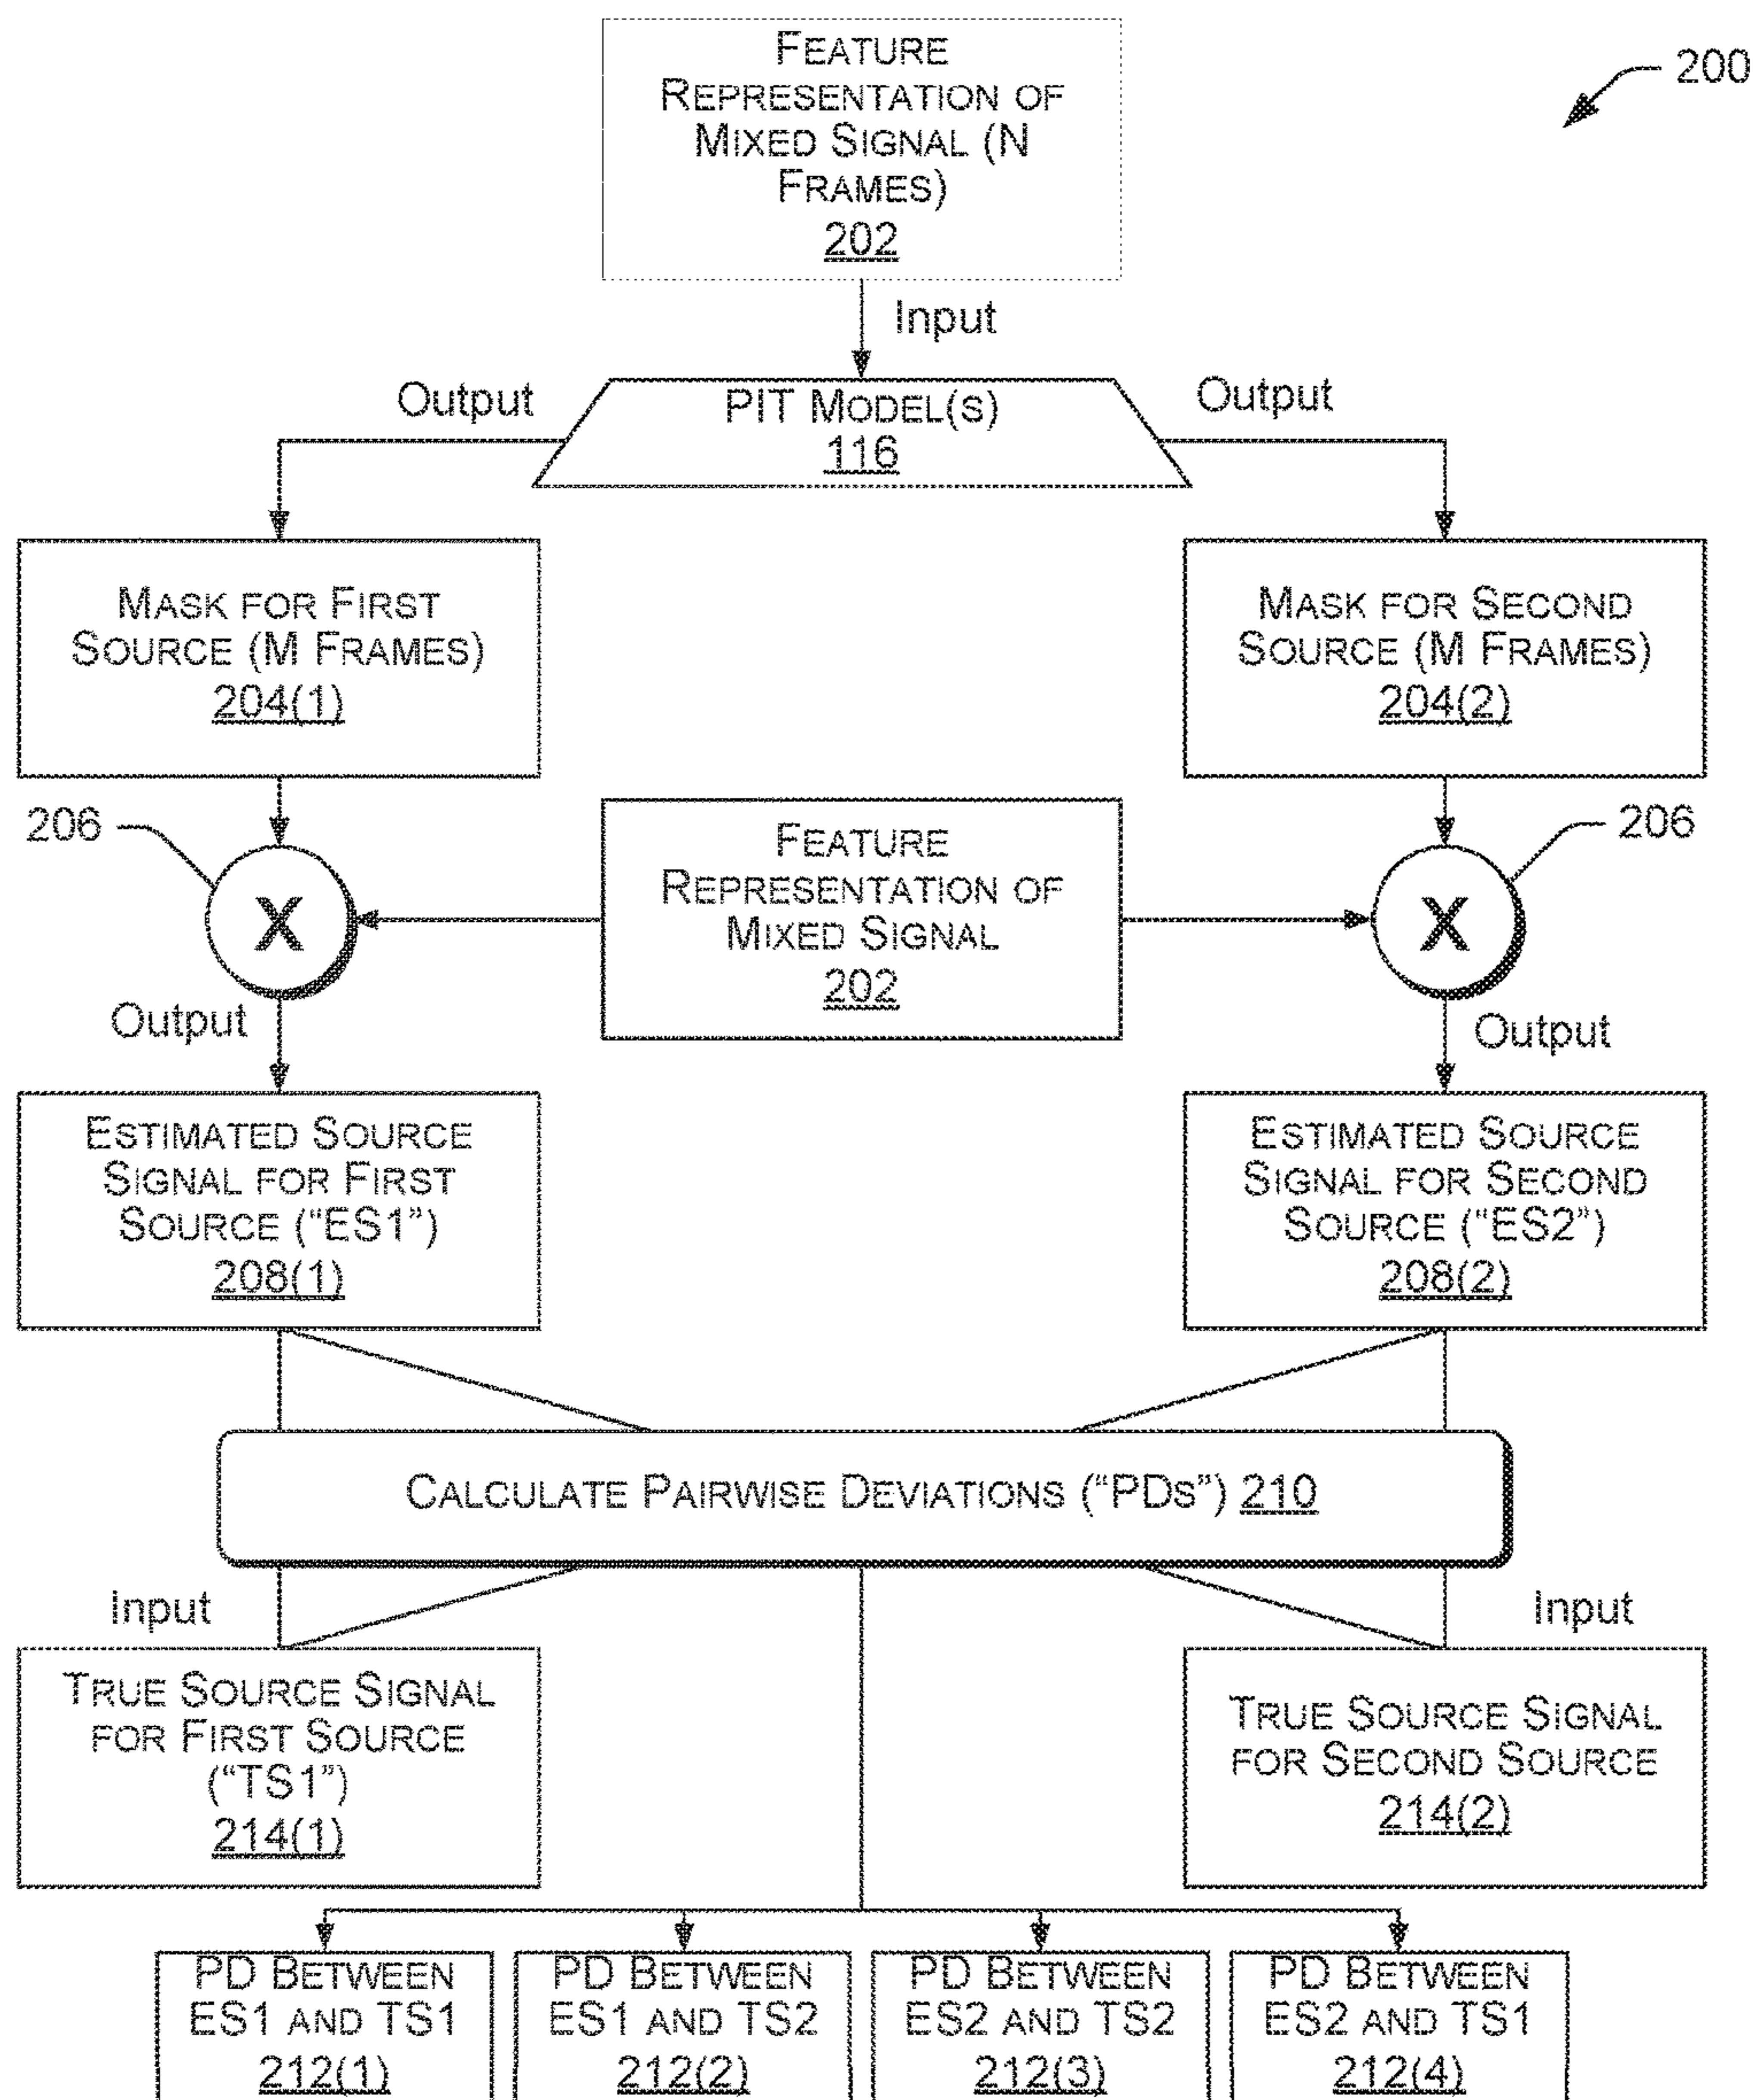 200
FEATURE
REPRESENTATION OF
MIXED SIGNAL (N
FRAMES)
202
Input
Output
PIT MODEL(S)
116
Output
MASK FOR FIRST
SOURCE (M FRAMES)
204(1)
MASK FOR SECOND
SOURCE (M FRAMES)
204(2)
206
X
FEATURE
REPRESENTATION OF
MIXED SIGNAL
202
206
X
Output
Output
ESTIMATED SOURCE
SIGNAL FOR FIRST
SOURCE (“ES1”)
208(1)
ESTIMATED SOURCE
SIGNAL FOR SECOND
SOURCE (“ES2”)
208(2)
CALCULATE PAIRWISE DEVIATIONS (“PDS”) 210
Input
Input
TRUE SOURCE SIGNAL
FOR FIRST SOURCE
(“TS1”)
214(1)
TRUE SOURCE SIGNAL
FOR SECOND SOURCE
214(2)
PD BETWEEN
ES1 AND TS1
212(1)
PD BETWEEN
ES1 AND TS2
212(2)
PD BETWEEN
ES2 AND TS2
212(3)
PD BETWEEN
ES2 AND TS1
212(4)